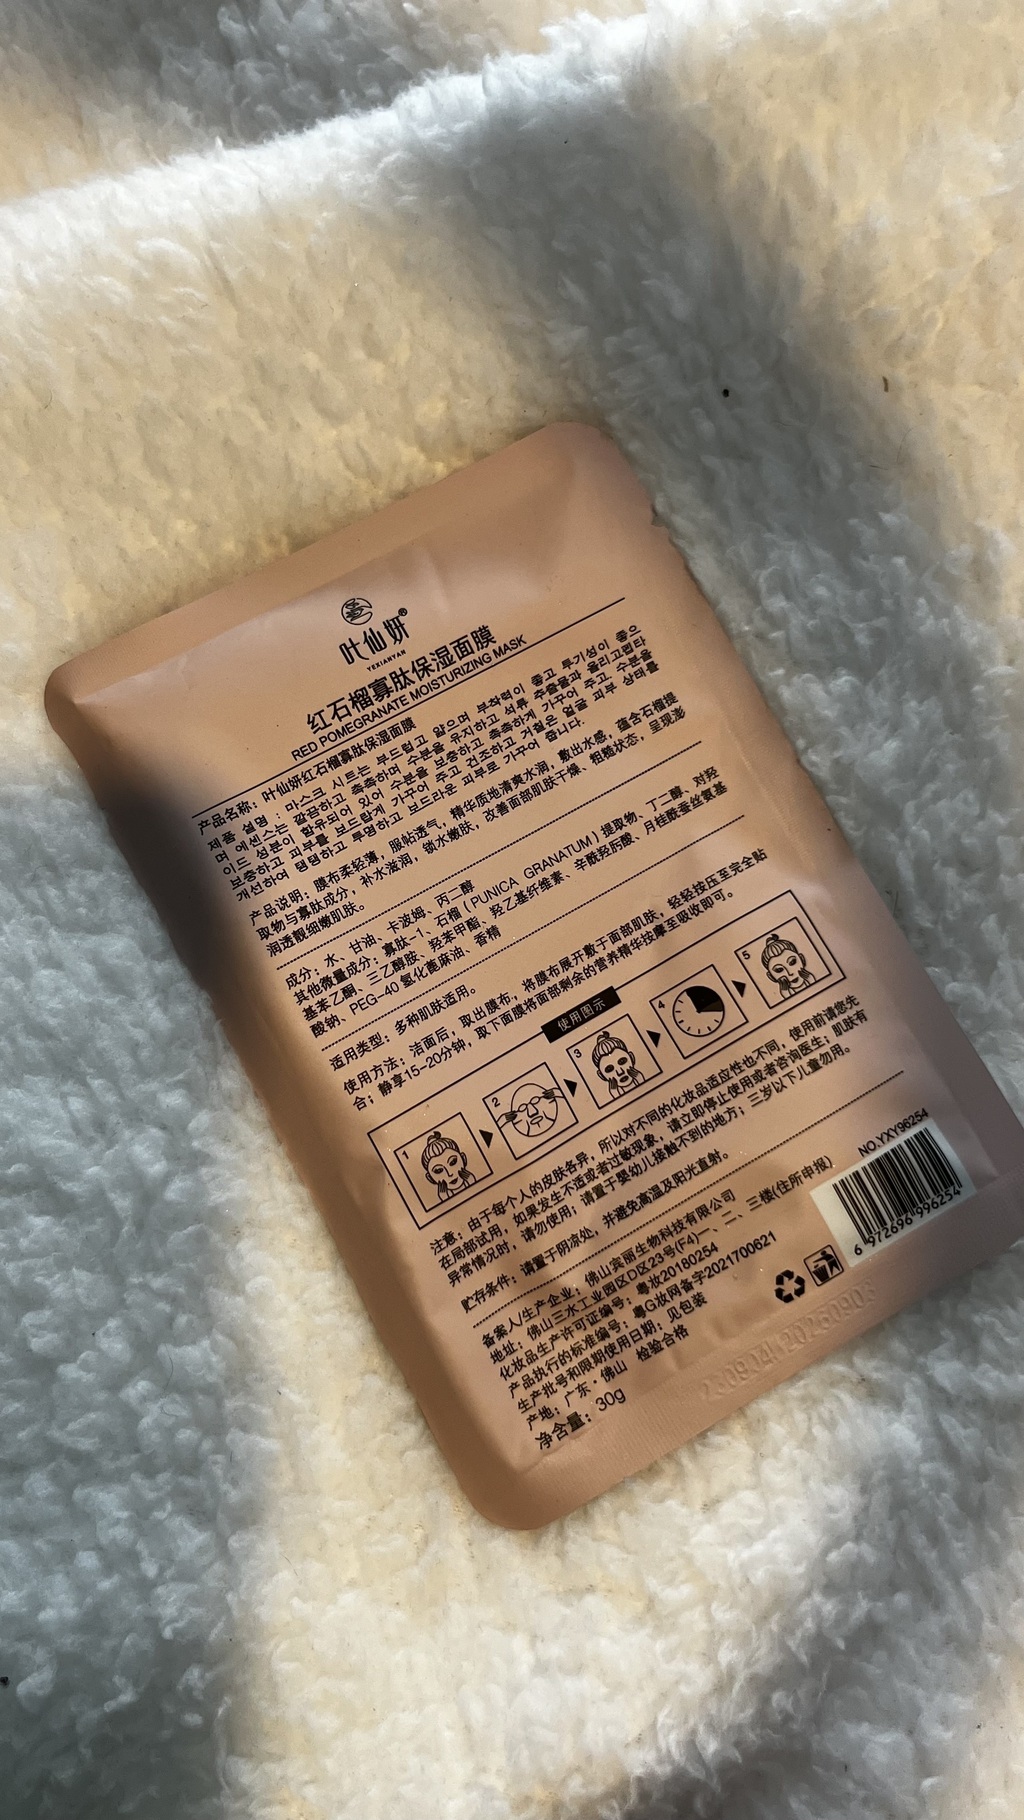 叶仙妍®
YEXIANYAN
红石榴寡肽保湿面膜
RED POMEGRANATE MOISTURIZING MASK
产品名称：叶仙妍红石榴寡肽保湿面膜
제품 설명 : 마스크 시트는 부드럽고 얇으며 부착력이 좋고 투기성이 좋으
며 에센스는 깔끔하고 촉촉하며 수분을 유지하고 석류 추출물과 올리고펩타
이드 성분이 함유되어 있어 수분을 보충하고 촉촉하게 가꾸어 주고, 수분을
보충하고 피부를 보드랍게 가꾸어 주고 건조하고 거칠은 얼굴 피부 상태를
개선하여 탱탱하고 투명하고 보드라운 피부로 가꾸어 줍니다.
产品说明：膜布柔轻薄，服帖透气，精华质地清爽水润，敷出水感，蕴含石榴提
取物与寡肽成分，补水滋润，锁水嫩肤，改善面部肌肤干燥、粗糙状态，呈现澎
润透靓细嫩肌肤。
成分：水、甘油、卡波姆、丙二醇
其他微量成分：寡肽-1、石榴（PUNICA GRANATUM）提取物、丁二醇、对羟
基苯乙酮、三乙醇胺、羟苯甲酯、羟乙基纤维素、辛酰羟肟酸、月桂酰蚕丝氨基
酸钠、PEG-40 氢化蓖麻油、香精
适用类型：多种肌肤适用。
使用方法：洁面后，取出膜布，将膜布展开敷于面部肌肤，轻轻按压至完全贴
合；静享15-20分钟，取下面膜将面部剩余的营养精华按摩至吸收即可。
使用图示
1
2
3
4
5
注意：由于每个人的皮肤各异，所以对不同的化妆品适应性也不同，使用前请您先
在局部试用，如果发生不适或者过敏现象，请立即停止使用或者咨询医生；肌肤有
异常情况时，请勿使用；请置于婴幼儿接触不到的地方；三岁以下儿童勿用。
贮存条件：请置于阴凉处，并避免高温及阳光直射。
备案人/生产企业：佛山宾丽生物科技有限公司
地址：佛山三水工业园区D区23号(F4)一、二、三楼(住所申报)
化妆品生产许可证编号：粤妆20180254
产品执行的标准编号：粤G妆网备字2021700621
生产批号和限期使用日期：见包装
产地：广东·佛山 检验合格
净含量：30g
NO.YXY96254
6 972696 996254